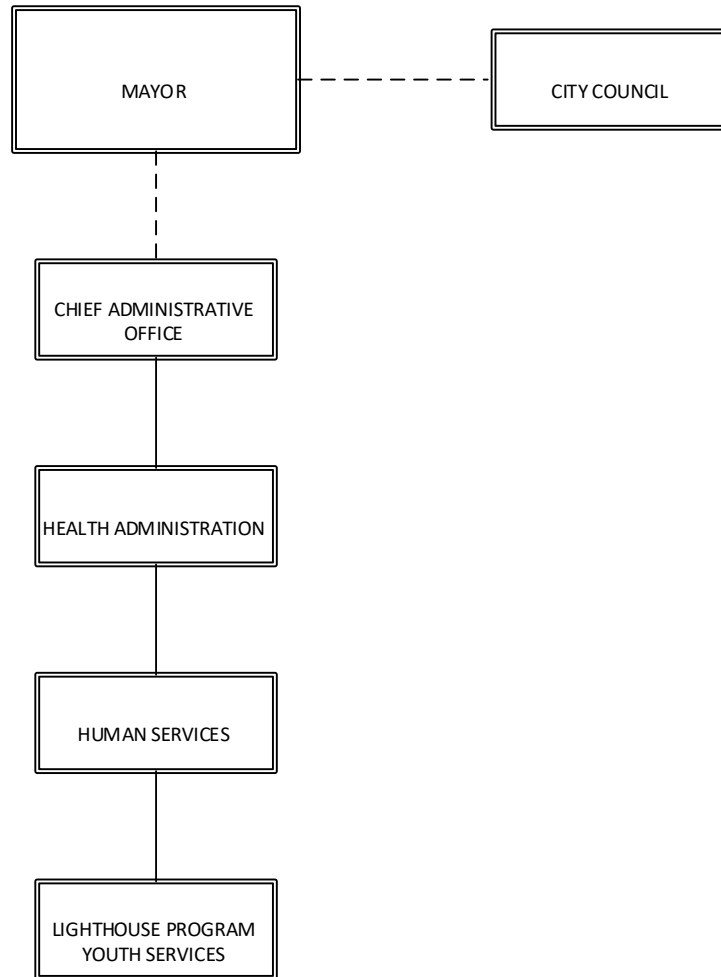 MAYOR
CITY COUNCIL
CHIEF ADMINISTRATIVE
OFFICE
HEALTH ADMINISTRATION
HUMAN SERVICES
LIGHTHOUSE PROGRAM
YOUTH SERVICES